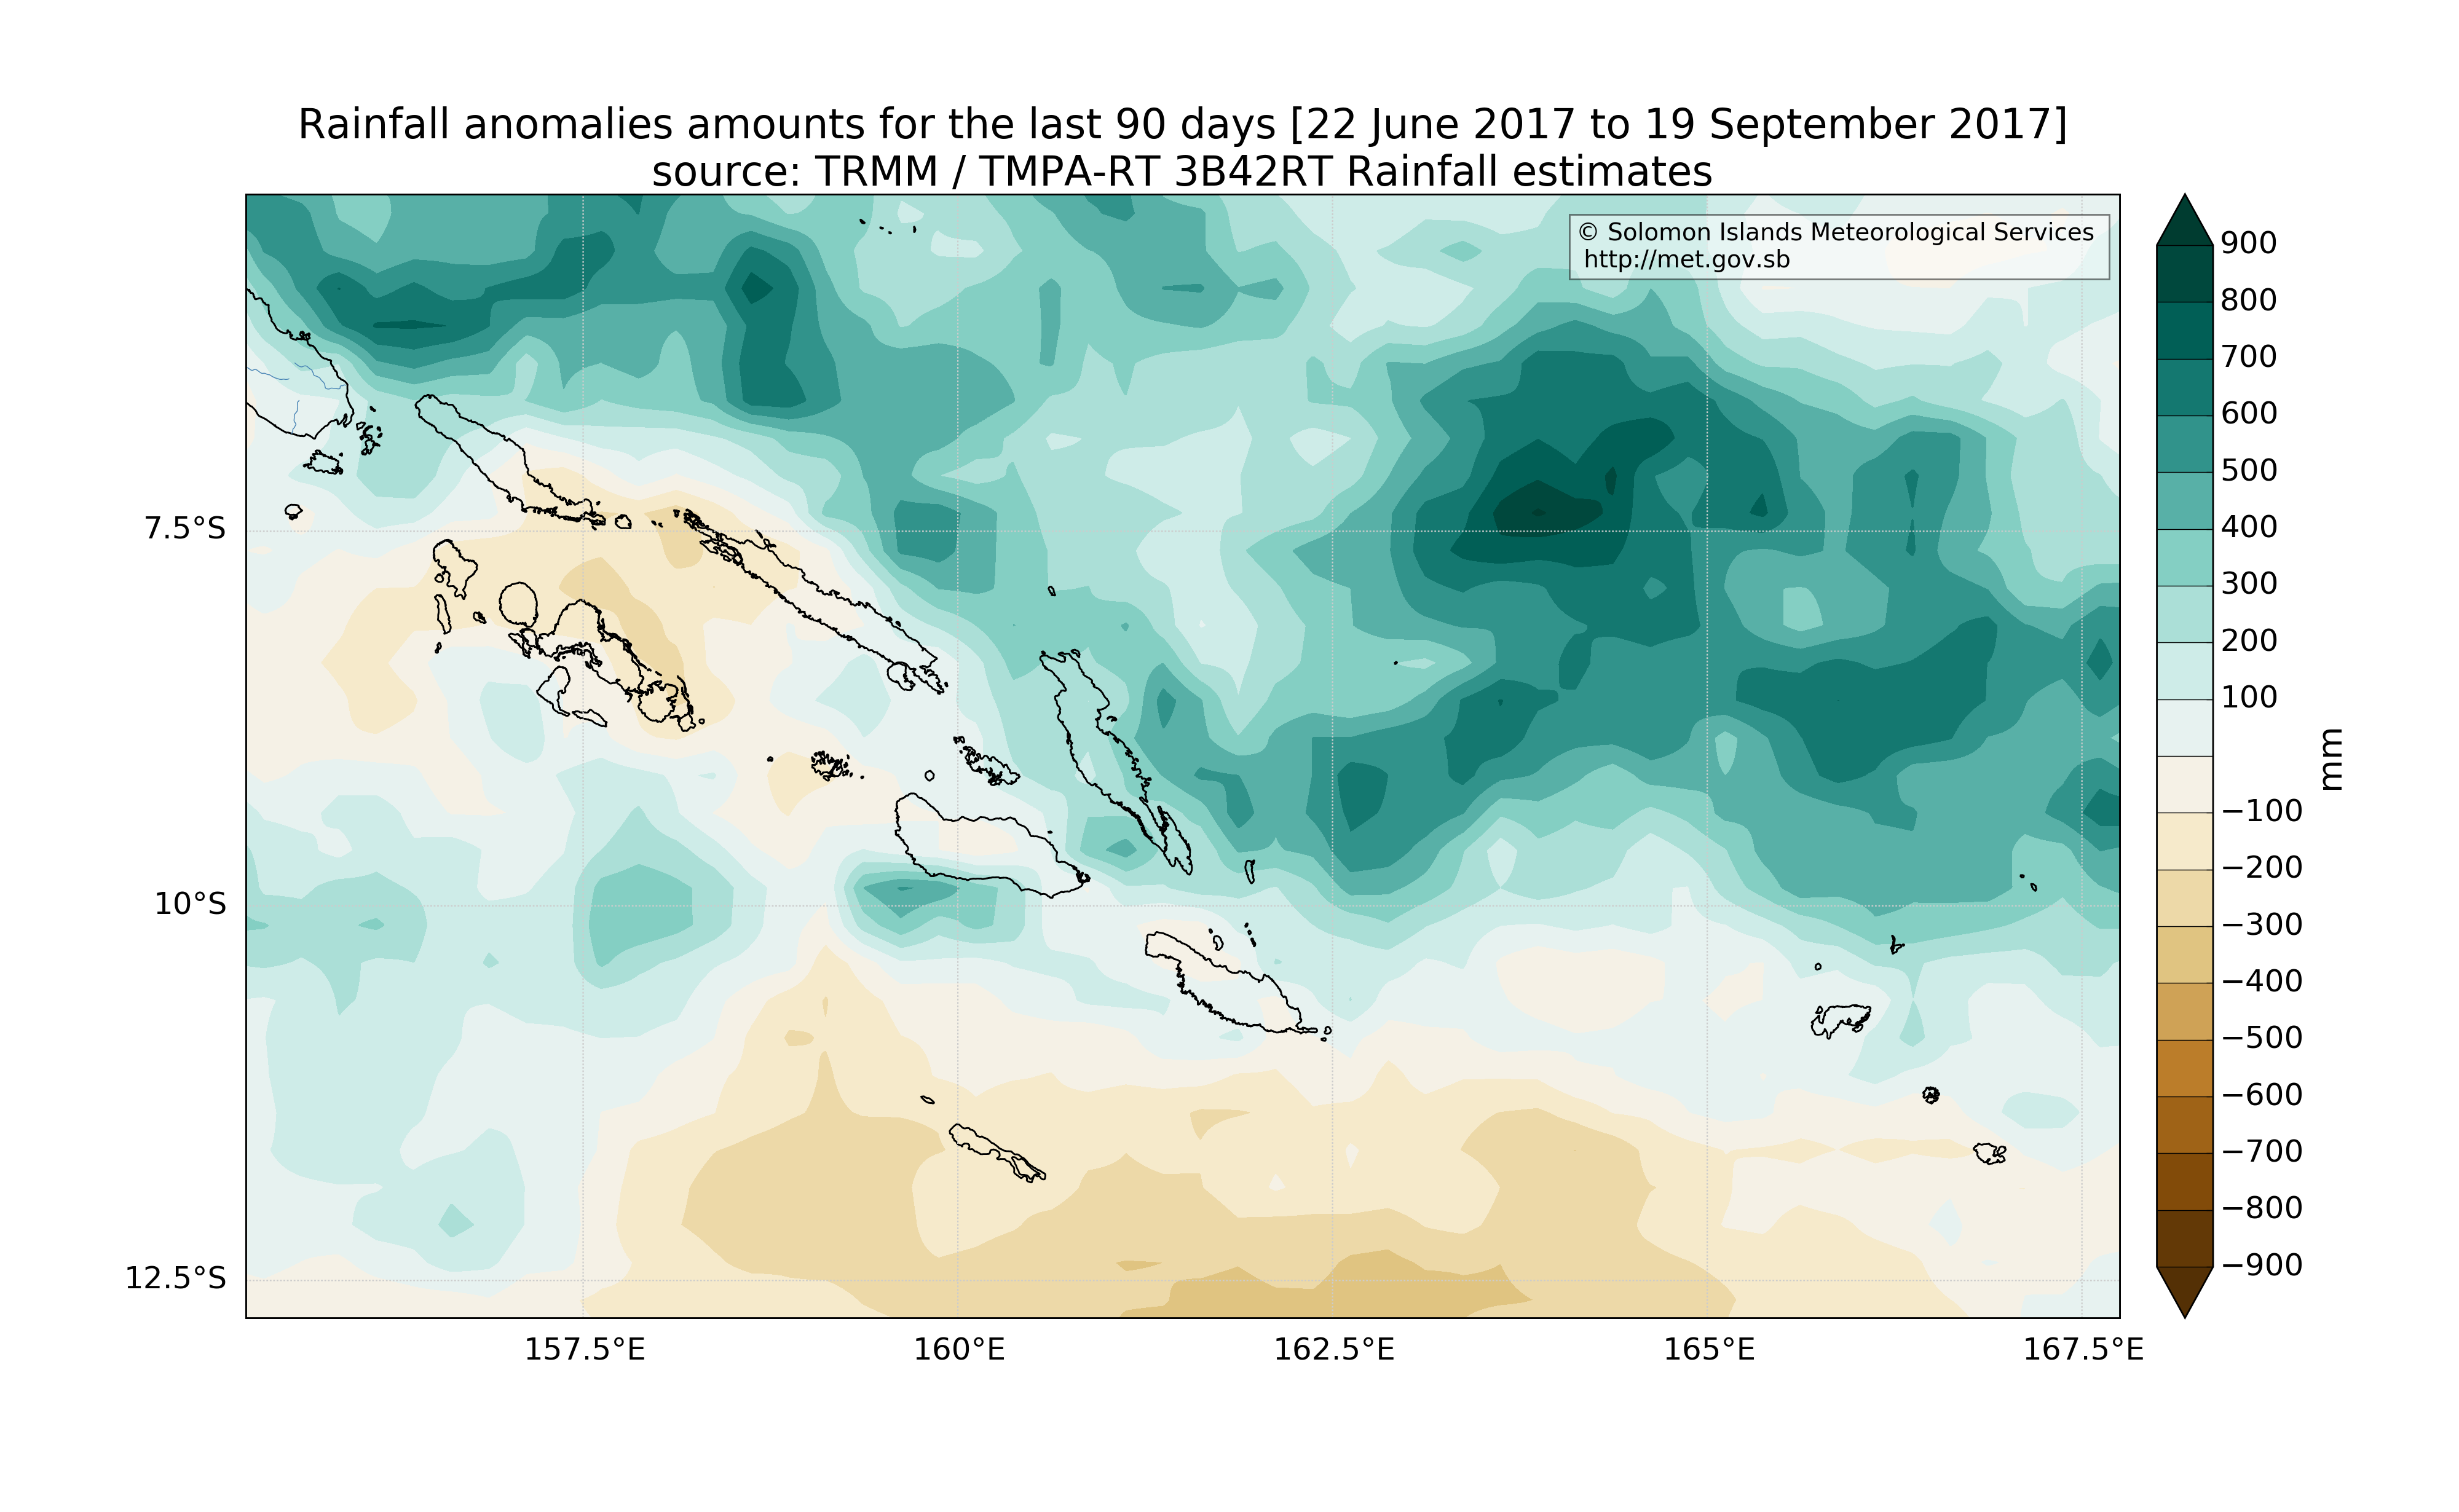 Rainfall anomalies amounts for the last 90 days [22 June 2017 to 19 September 2017]
source: TRMM / TMPA-RT 3B42RT Rainfall estimates
© Solomon Islands Meteorological Services
http://met.gov.sb
7.5°S
10°S
12.5°S
157.5°E
160°E
162.5°E
165°E
167.5°E
900
800
700
600
500
400
300
200
100
−100
−200
−300
−400
−500
−600
−700
−800
−900
mm